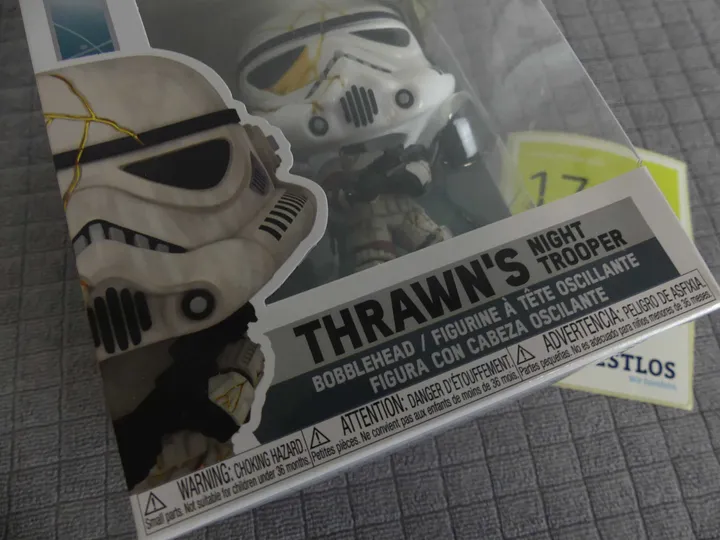 THRAWN'S NIGHT
TROOPER
BOBBLEHEAD / FIGURINE À TÊTE OSCILLANTE
FIGURA CON CABEZA OSCILANTE
WARNING: CHOKING HAZARD.
Small parts. Not suitable for children under 36 months.
ATTENTION: DANGER D'ÉTOUFFEMENT.
Petites pièces. Ne convient pas aux enfants de moins de 36 mois.
ADVERTENCIA: PELIGRO DE ASFIXIA.
Partes pequeñas. No es adecuado para niños menores de 36 meses.
17
ESTLOS